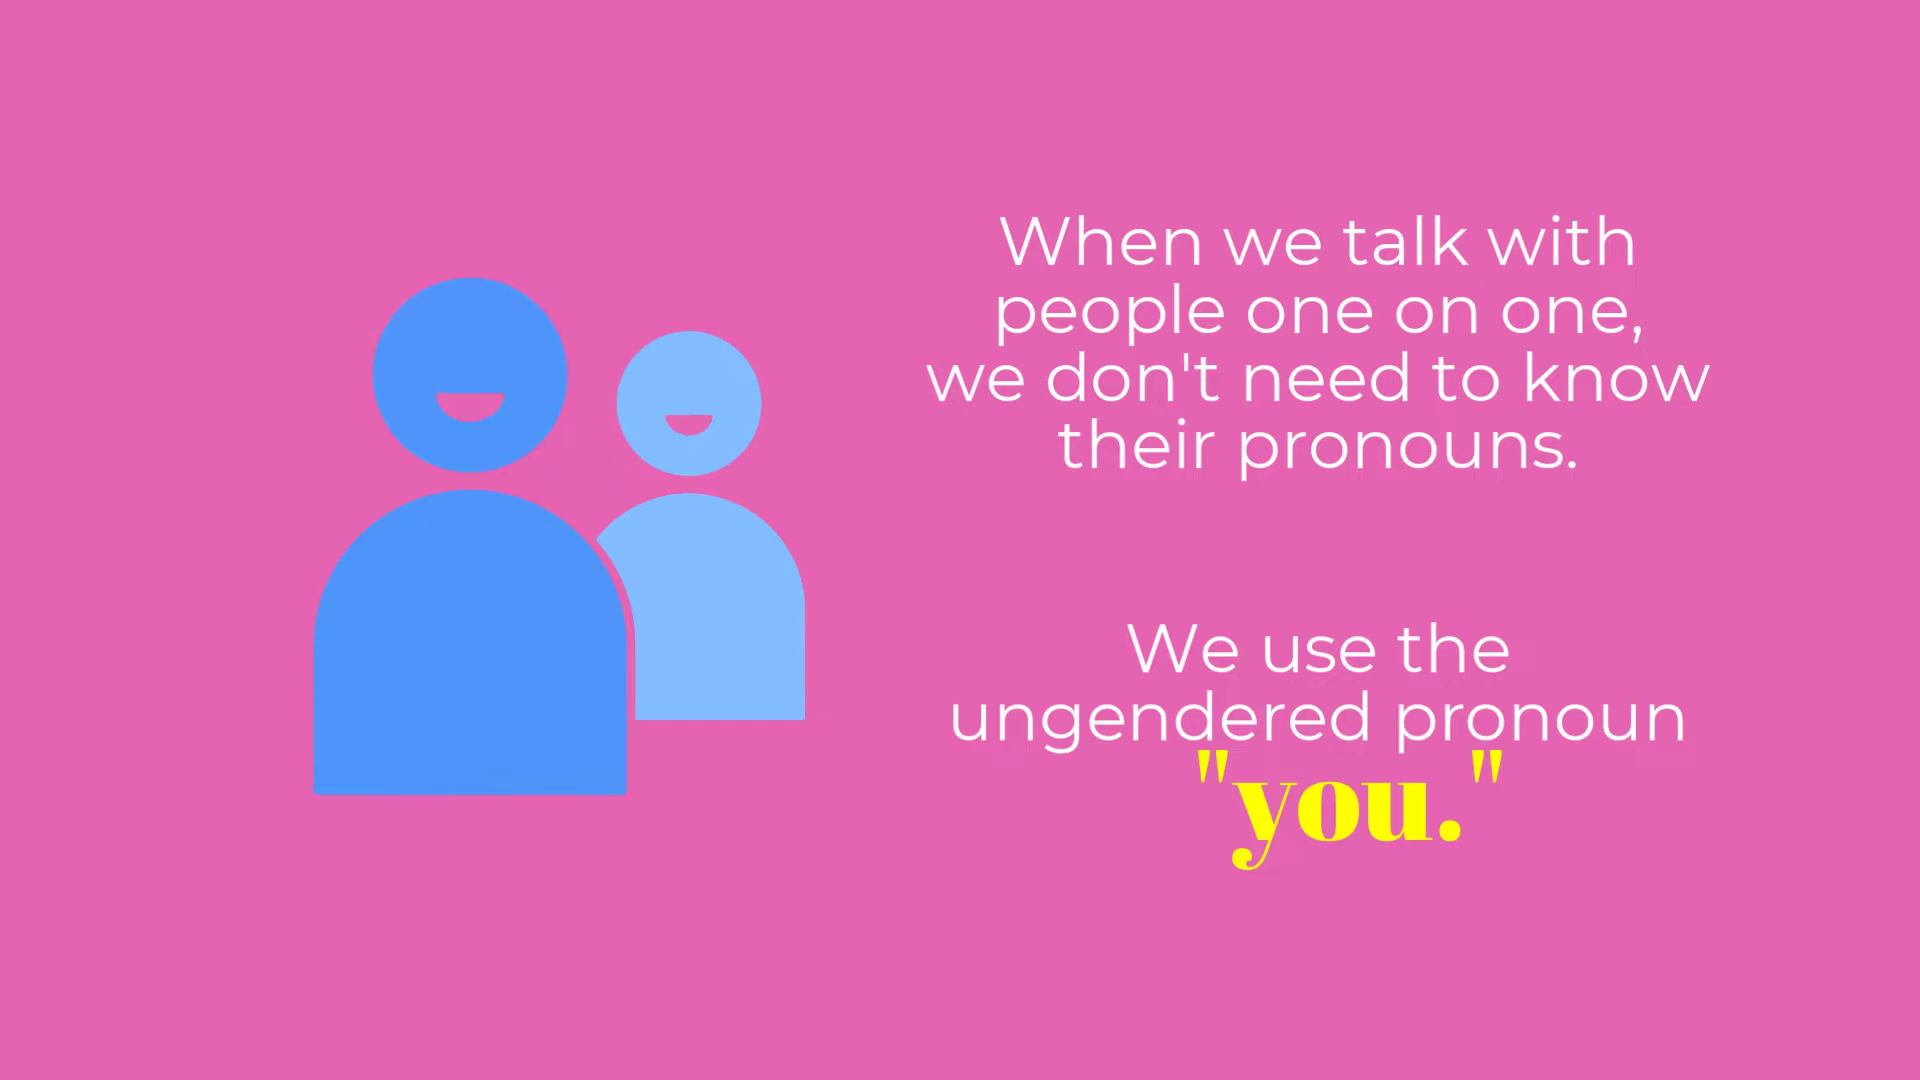 When we talk with
people one on one,
we don't need to know
their pronouns.
We use the
ungendered pronoun
"you."